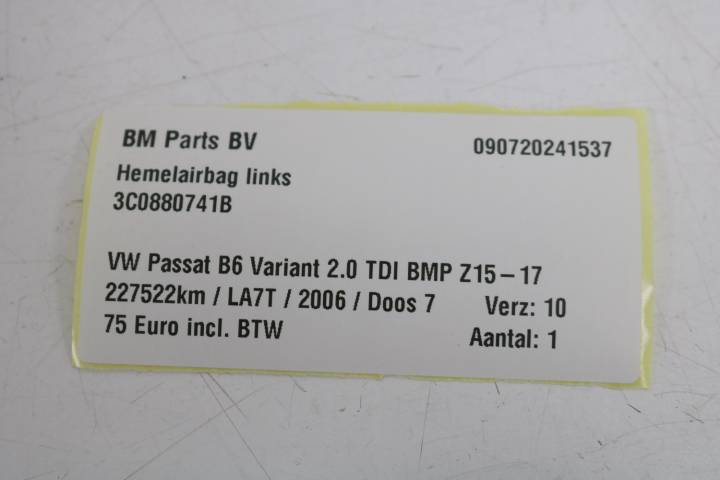 BM Parts BV 090720241537
Hemelairbag links
3C0880741B
VW Passat B6 Variant 2.0 TDI BMP Z15-17
227522km / LA7T / 2006 / Doos 7 Verz: 10
75 Euro incl. BTW Aantal: 1